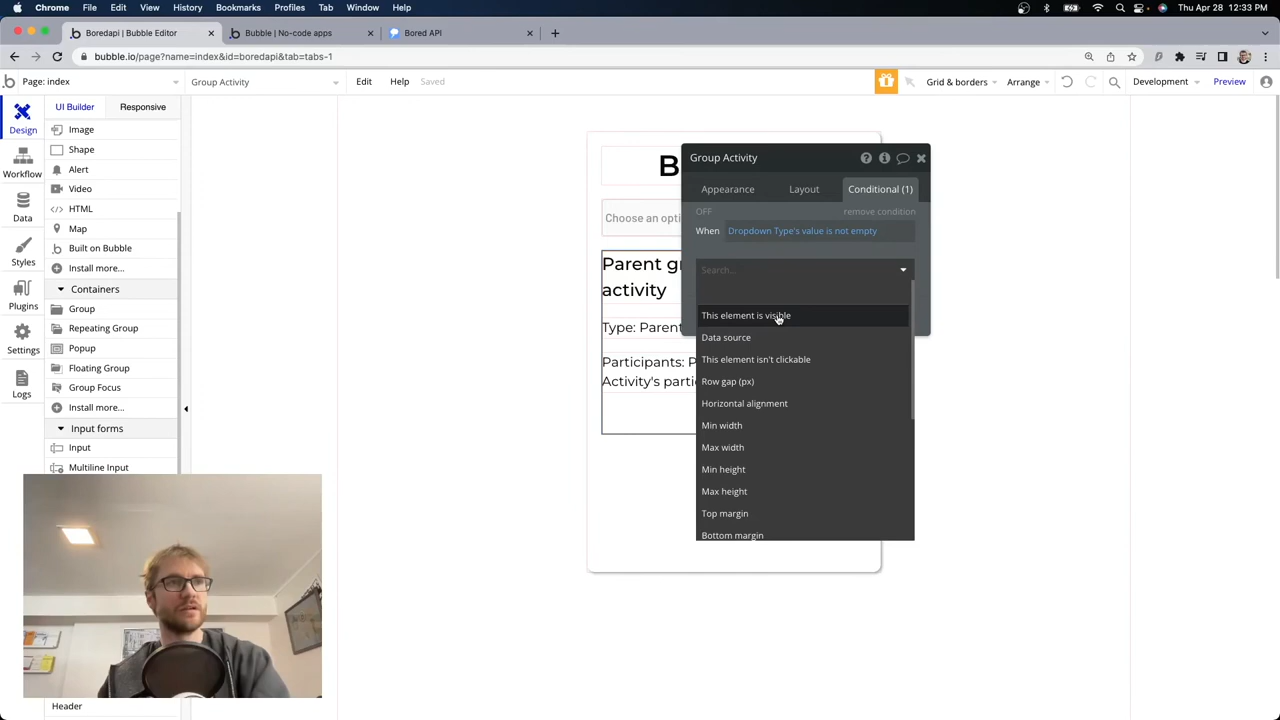 Chrome File Edit View History Bookmarks Profiles Tab Window Help Thu Apr 28 12:33 PM
Boredapi | Bubble Editor Bubble | No-code apps Bored API
bubble.io/page?name=index&id=boredapi&tab=tabs-1
Page: index Group Activity Edit Help Saved Grid & borders Arrange Development Preview
Design
Workflow
Data
Styles
Plugins
Settings
Logs
UI Builder Responsive
Image
Shape
Alert
Video
HTML
Map
Built on Bubble
Install more...
Containers
Group
Repeating Group
Popup
Floating Group
Group Focus
Install more...
Input forms
Input
Multiline Input
Header
B
Choose an opti
Parent gr
activity
Type: Parent
Participants: P
Activity's parti
Group Activity
Appearance Layout Conditional (1)
OFF remove condition
When Dropdown Type's value is not empty
Search...
This element is visible
Data source
This element isn't clickable
Row gap (px)
Horizontal alignment
Min width
Max width
Min height
Max height
Top margin
Bottom margin